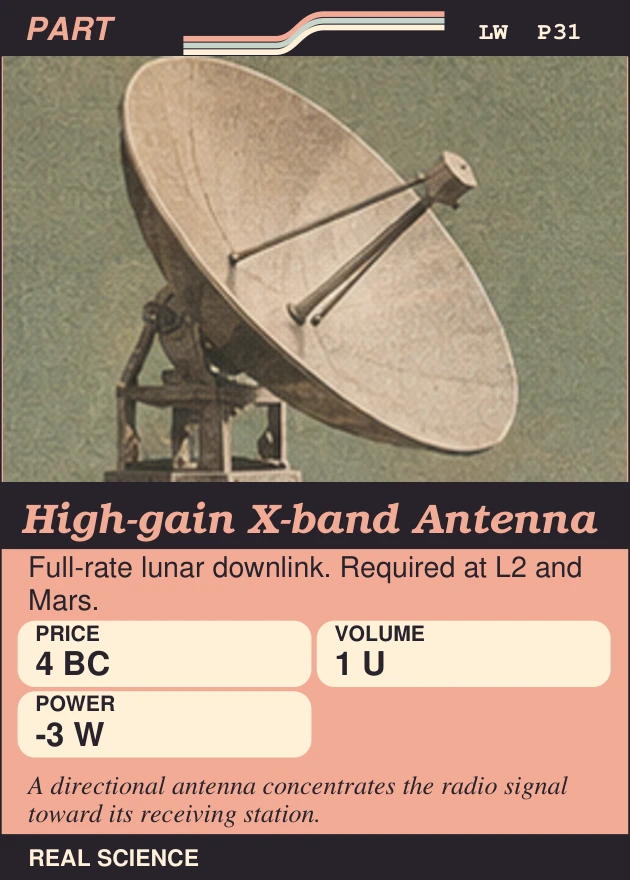 PART
LW P31
High-gain X-band Antenna
Full-rate lunar downlink. Required at L2 and
Mars.
PRICE
4 BC
VOLUME
1 U
POWER
-3 W
A directional antenna concentrates the radio signal
toward its receiving station.
REAL SCIENCE